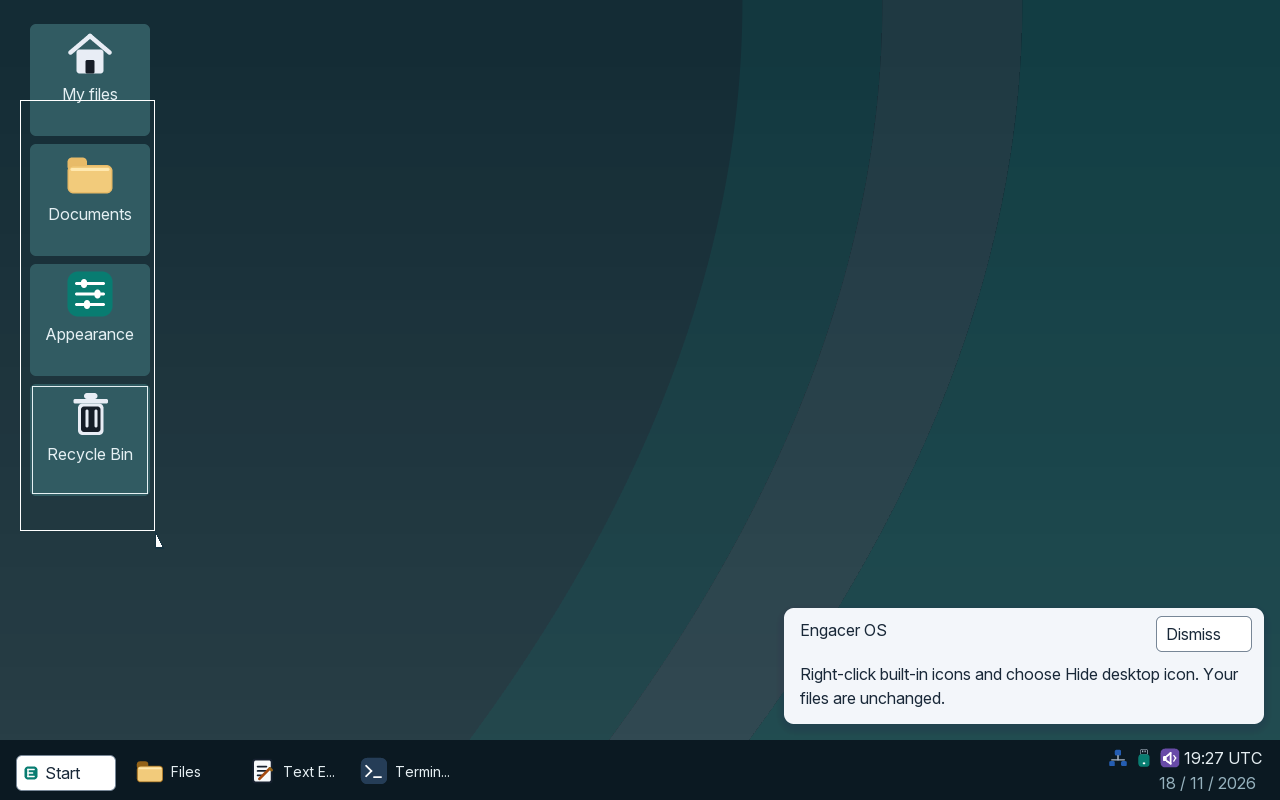 My files
Documents
Appearance
Recycle Bin
Engacer OS
Dismiss
Right-click built-in icons and choose Hide desktop icon. Your
files are unchanged.
Start
Files
Text E...
Termin...
19:27 UTC
18 / 11 / 2026